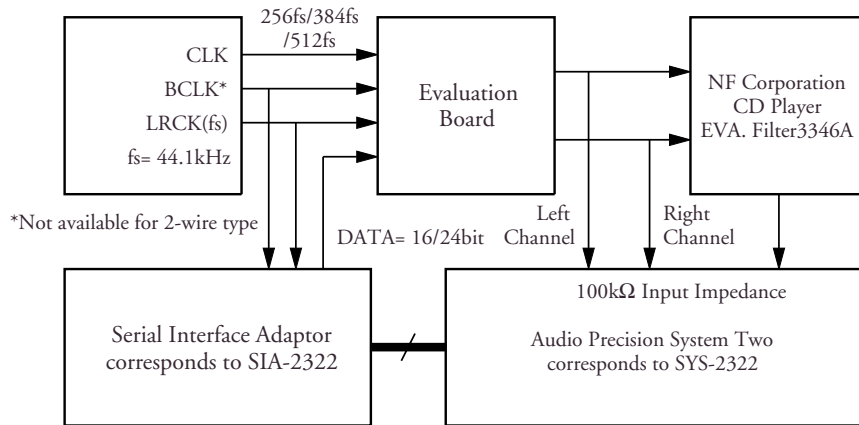 256fs/384fs
/512fs
CLK
BCLK*
LRCK(fs)
fs= 44.1kHz
Evaluation
Board
NF Corporation
CD Player
EVA. Filter3346A
*Not available for 2-wire type
DATA= 16/24bit
Left
Channel
Right
Channel
Serial Interface Adaptor
corresponds to SIA-2322
100kΩ Input Impedance
Audio Precision System Two
corresponds to SYS-2322